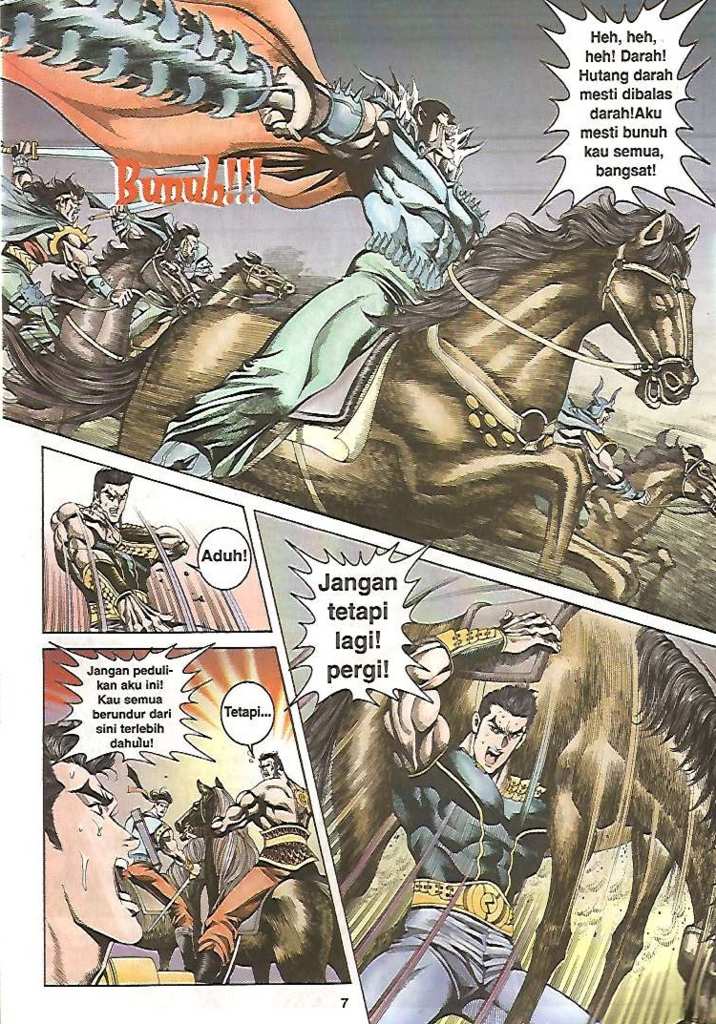 Heh, heh,
heh! Darah!
Hutang darah
mesti dibalas
darah!Aku
mesti bunuh
kau semua,
bangsat!
Bunuh!!!
Aduh!
Jangan peduli-
kan aku ini!
Kau semua
berundur dari
sini terlebih
dahulu!
Tetapi...
Jangan
tetapi
lagi!
pergi!
7